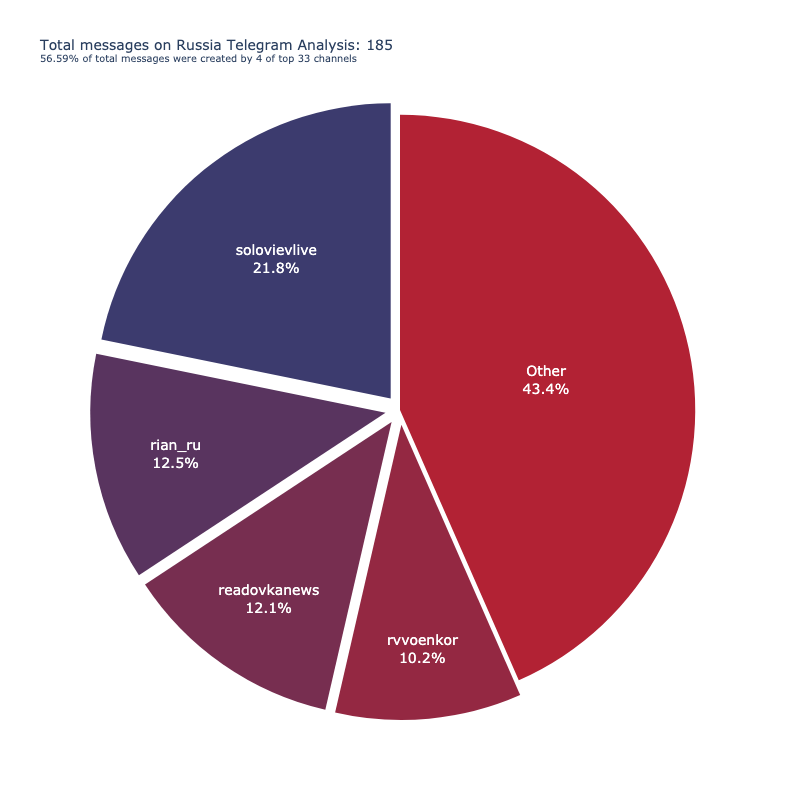 Total messages on Russia Telegram Analysis: 185
56.59% of total messages were created by 4 of top 33 channels
solovievlive
21.8%
Other
43.4%
rian_ru
12.5%
readovkanews
12.1%
rvvoenkor
10.2%